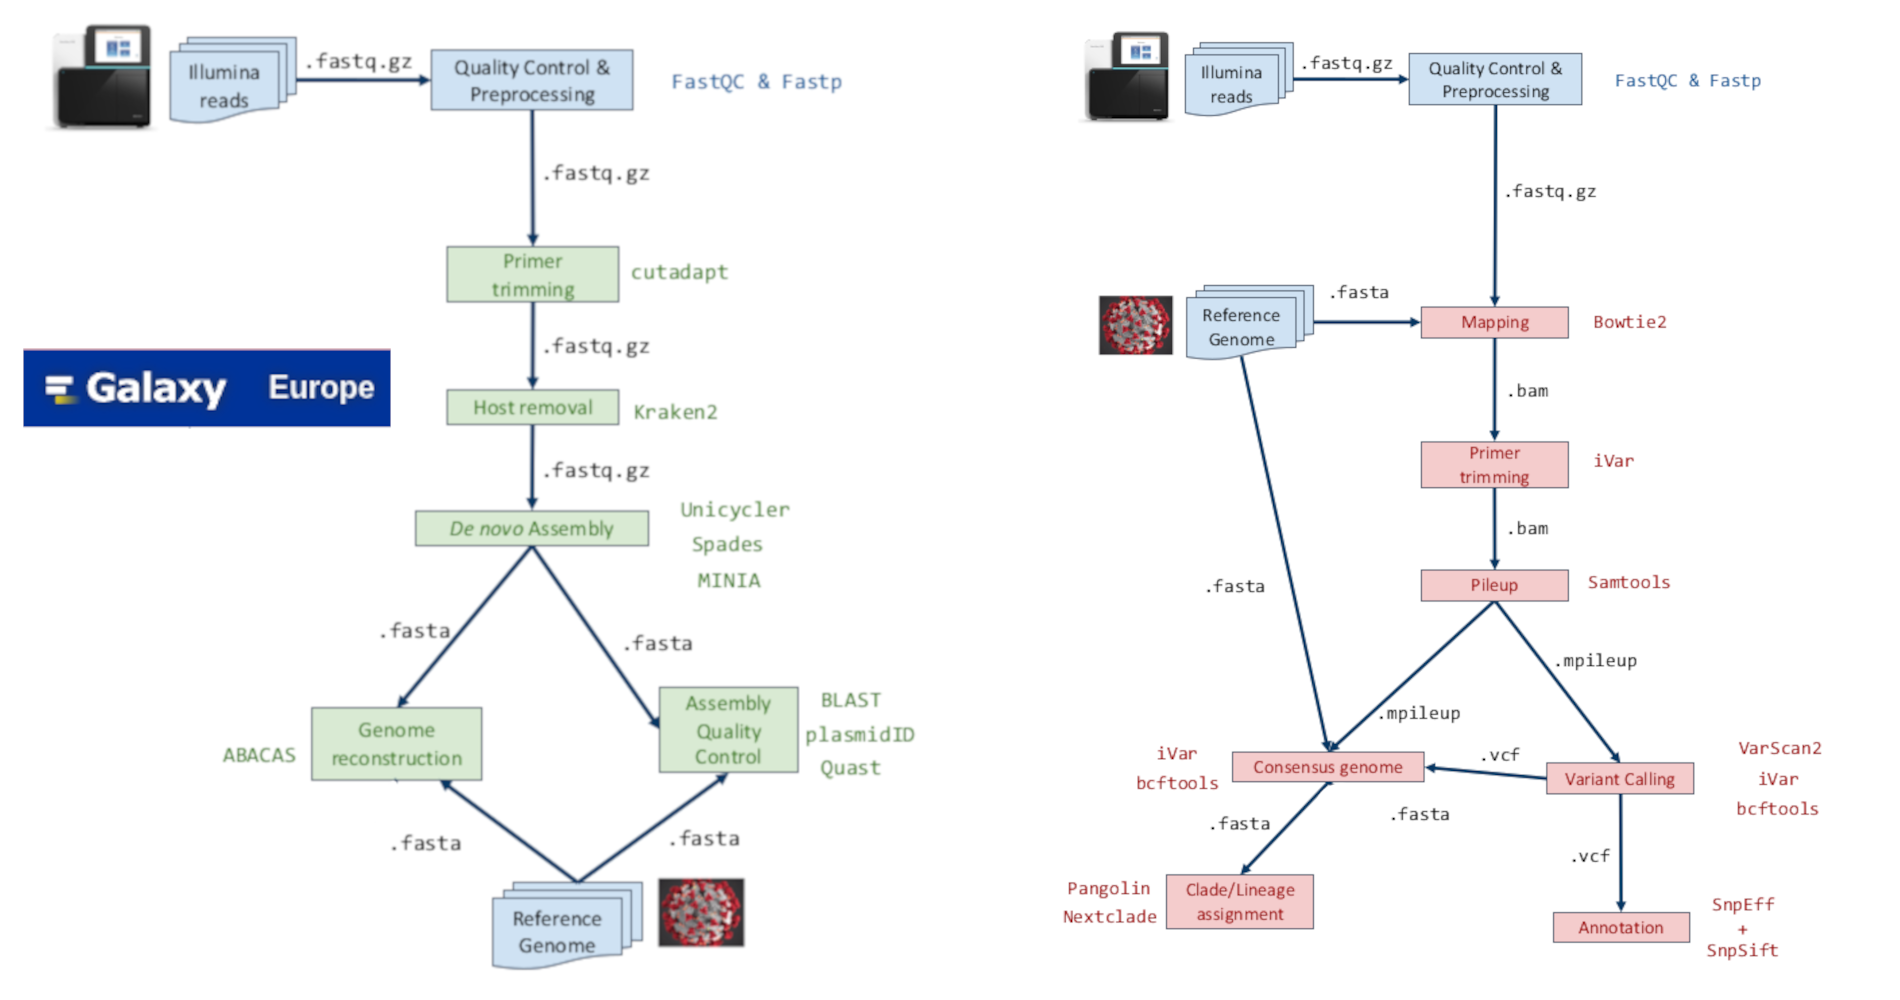 Illumina
reads
.fastq.gz
Quality Control &
Preprocessing
FastQC & Fastp
.fastq.gz
Primer
trimming
cutadapt
.fastq.gz
Host removal
Kraken2
Galaxy Europe
.fastq.gz
De novo Assembly
Unicycler
Spades
MINIA
.fasta
.fasta
Genome
reconstruction
ABACAS
Assembly
Quality
Control
BLAST
plasmidID
Quast
.fasta
.fasta
Reference
Genome
Illumina
reads
.fastq.gz
Quality Control &
Preprocessing
FastQC & Fastp
.fastq.gz
Reference
Genome
.fasta
Mapping
Bowtie2
.bam
Primer
trimming
iVar
.bam
Pileup
Samtools
.fasta
.mpileup
.mpileup
iVar
bcftools
Consensus genome
.vcf
Variant Calling
VarScan2
iVar
bcftools
.fasta
.fasta
.vcf
Pangolin
Nextclade
Clade/Lineage
assignment
Annotation
SnpEff
+
SnpSift